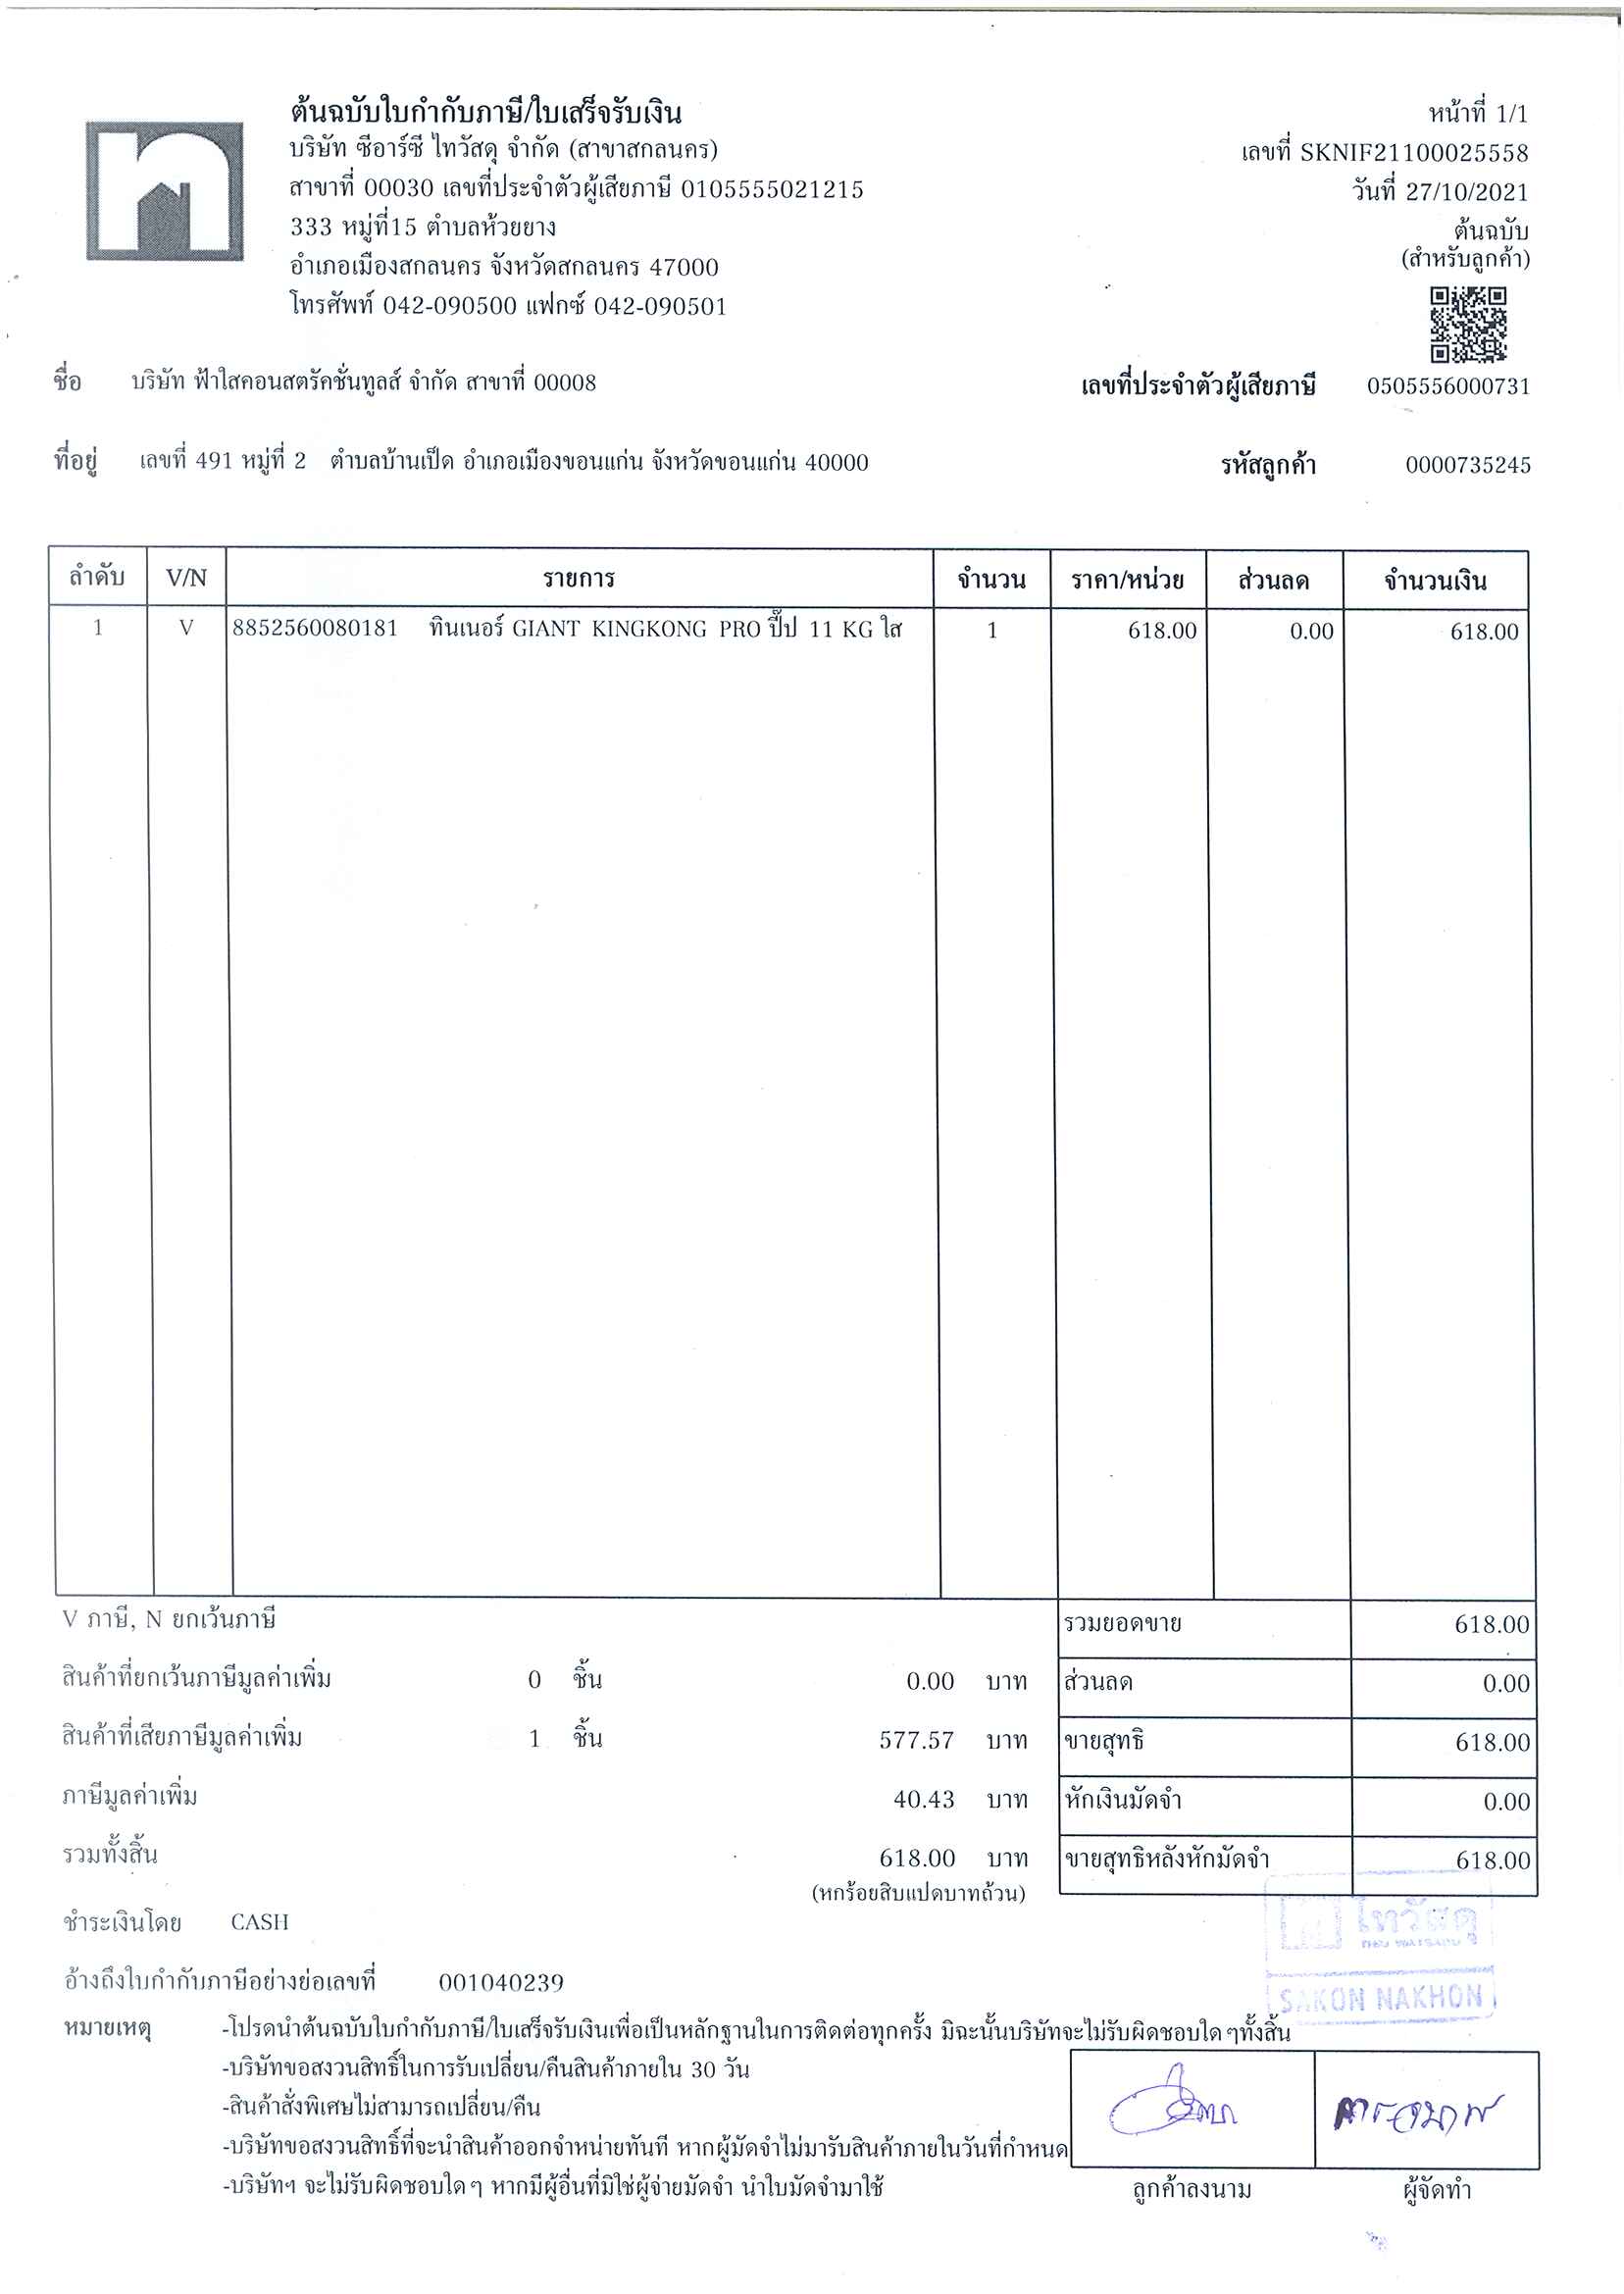 ต้นฉบับใบกำกับภาษี/ใบเสร็จรับเงิน
บริษัท ซีอาร์ซี ไทวัสดุ จำกัด (สาขาสกลนคร)
สาขาที่ 00030 เลขที่ประจำตัวผู้เสียภาษี 0105555021215
333 หมู่ที่15 ตำบลห้วยยาง
อำเภอเมืองสกลนคร จังหวัดสกลนคร 47000
โทรศัพท์ 042-090500 แฟกซ์ 042-090501
หน้าที่ 1/1
เลขที่ SKNIF21100025558
วันที่ 27/10/2021
ต้นฉบับ
(สำหรับลูกค้า)
ชื่อ บริษัท ฟ้าใสคอนสตรัคชั่นทูลส์ จำกัด สาขาที่ 00008 เลขที่ประจำตัวผู้เสียภาษี 0505556000731
ที่อยู่ เลขที่ 491 หมู่ที่ 2 ตำบลบ้านเป็ด อำเภอเมืองขอนแก่น จังหวัดขอนแก่น 40000 รหัสลูกค้า 0000735245
ลำดับ V/N รายการ จำนวน ราคา/หน่วย ส่วนลด จำนวนเงิน
1 V 8852560080181 ทินเนอร์ GIANT KINGKONG PRO ปี๊ป 11 KG ใส 1 618.00 0.00 618.00
V ภาษี, N ยกเว้นภาษี รวมยอดขาย 618.00
สินค้าที่ยกเว้นภาษีมูลค่าเพิ่ม 0 ชิ้น 0.00 บาท ส่วนลด 0.00
สินค้าที่เสียภาษีมูลค่าเพิ่ม 1 ชิ้น 577.57 บาท ขายสุทธิ 618.00
ภาษีมูลค่าเพิ่ม 40.43 บาท หักเงินมัดจำ 0.00
รวมทั้งสิ้น 618.00 บาท ขายสุทธิหลังหักมัดจำ 618.00
(หกร้อยสิบแปดบาทถ้วน)
ชำระเงินโดย CASH
ไทวัสดุ
SAKON NAKHON
อ้างถึงใบกำกับภาษีอย่างย่อเลขที่ 001040239
หมายเหตุ -โปรดนำต้นฉบับใบกำกับภาษี/ใบเสร็จรับเงินเพื่อเป็นหลักฐานในการติดต่อทุกครั้ง มิฉะนั้นบริษัทจะไม่รับผิดชอบใดๆทั้งสิ้น
-บริษัทขอสงวนสิทธิ์ในการรับเปลี่ยน/คืนสินค้าภายใน 30 วัน
-สินค้าสั่งพิเศษไม่สามารถเปลี่ยน/คืน
-บริษัทขอสงวนสิทธิ์ที่จะนำสินค้าออกจำหน่ายทันที หากผู้มัดจำไม่มารับสินค้าภายในวันที่กำหนด
-บริษัทฯ จะไม่รับผิดชอบใดๆ หากมีผู้อื่นที่มิใช่ผู้จ่ายมัดจำ นำใบมัดจำมาใช้
ลูกค้าลงนาม ผู้จัดทำ